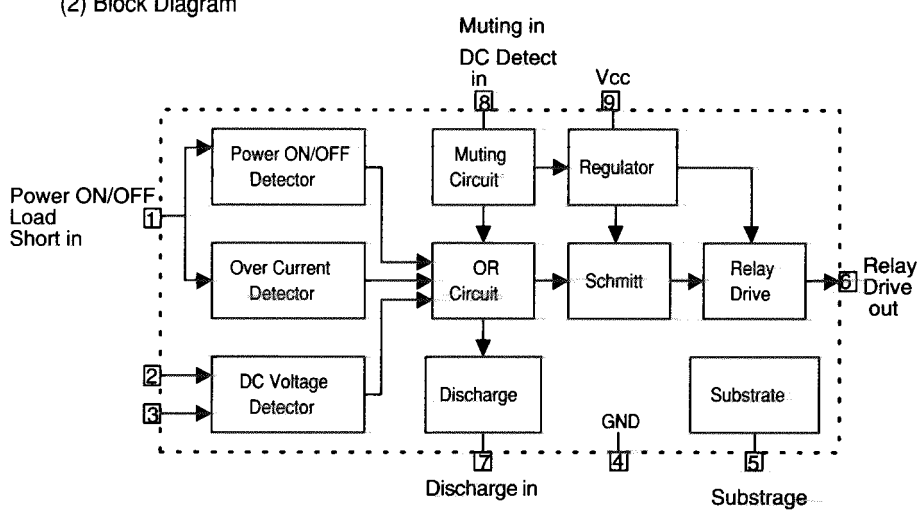 (2) Block Diagram
Muting in
DC Detect
in
Vcc
8
9
Power ON/OFF
Detector
Muting
Circuit
Regulator
Power ON/OFF
Load
Short in
1
Over Current
Detector
OR
Circuit
Schmitt
Relay
Drive
6
Relay
Drive
out
2
3
DC Voltage
Detector
Discharge
Substrate
GND
7
4
5
Discharge in
Substrage